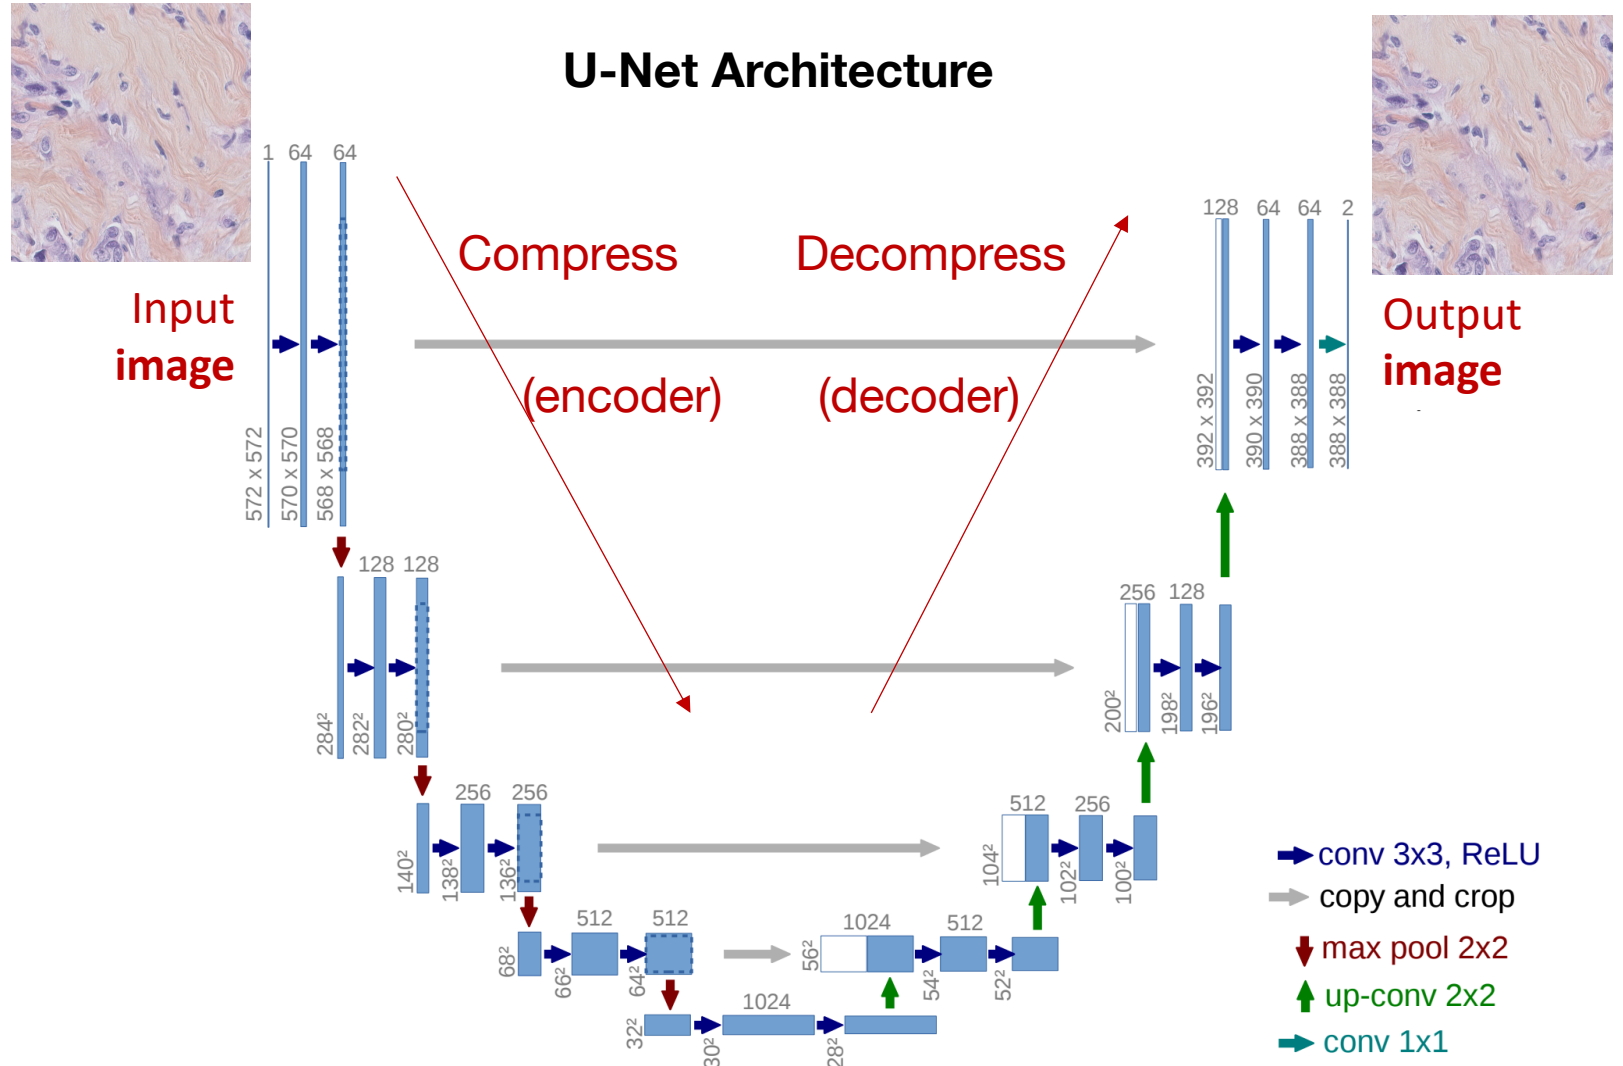 U-Net Architecture
1 64 64
128 64 64 2
Compress
Decompress
(encoder)
(decoder)
Input
image
Output
image
572 x 572
570 x 570
568 x 568
392 x 392
390 x 390
388 x 388
388 x 388
128 128
284²
282²
280²
256 128
200²
198²
196²
256 256
140²
138²
136²
512 256
104²
102²
100²
512 512
68²
66²
64²
1024 512
56²
54²
52²
1024
32²
30²
28²
conv 3x3, ReLU
copy and crop
max pool 2x2
up-conv 2x2
conv 1x1